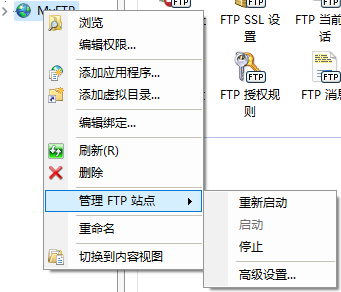 MyFTP
浏览
编辑权限...
添加应用程序...
添加虚拟目录...
编辑绑定...
刷新(R)
删除
管理 FTP 站点
重命名
切换到内容视图
重新启动
启动
停止
高级设置...
FTP SSL 设
置
FTP 当前
话
FTP
FTP
FTP 授权规
则
FTP 消息